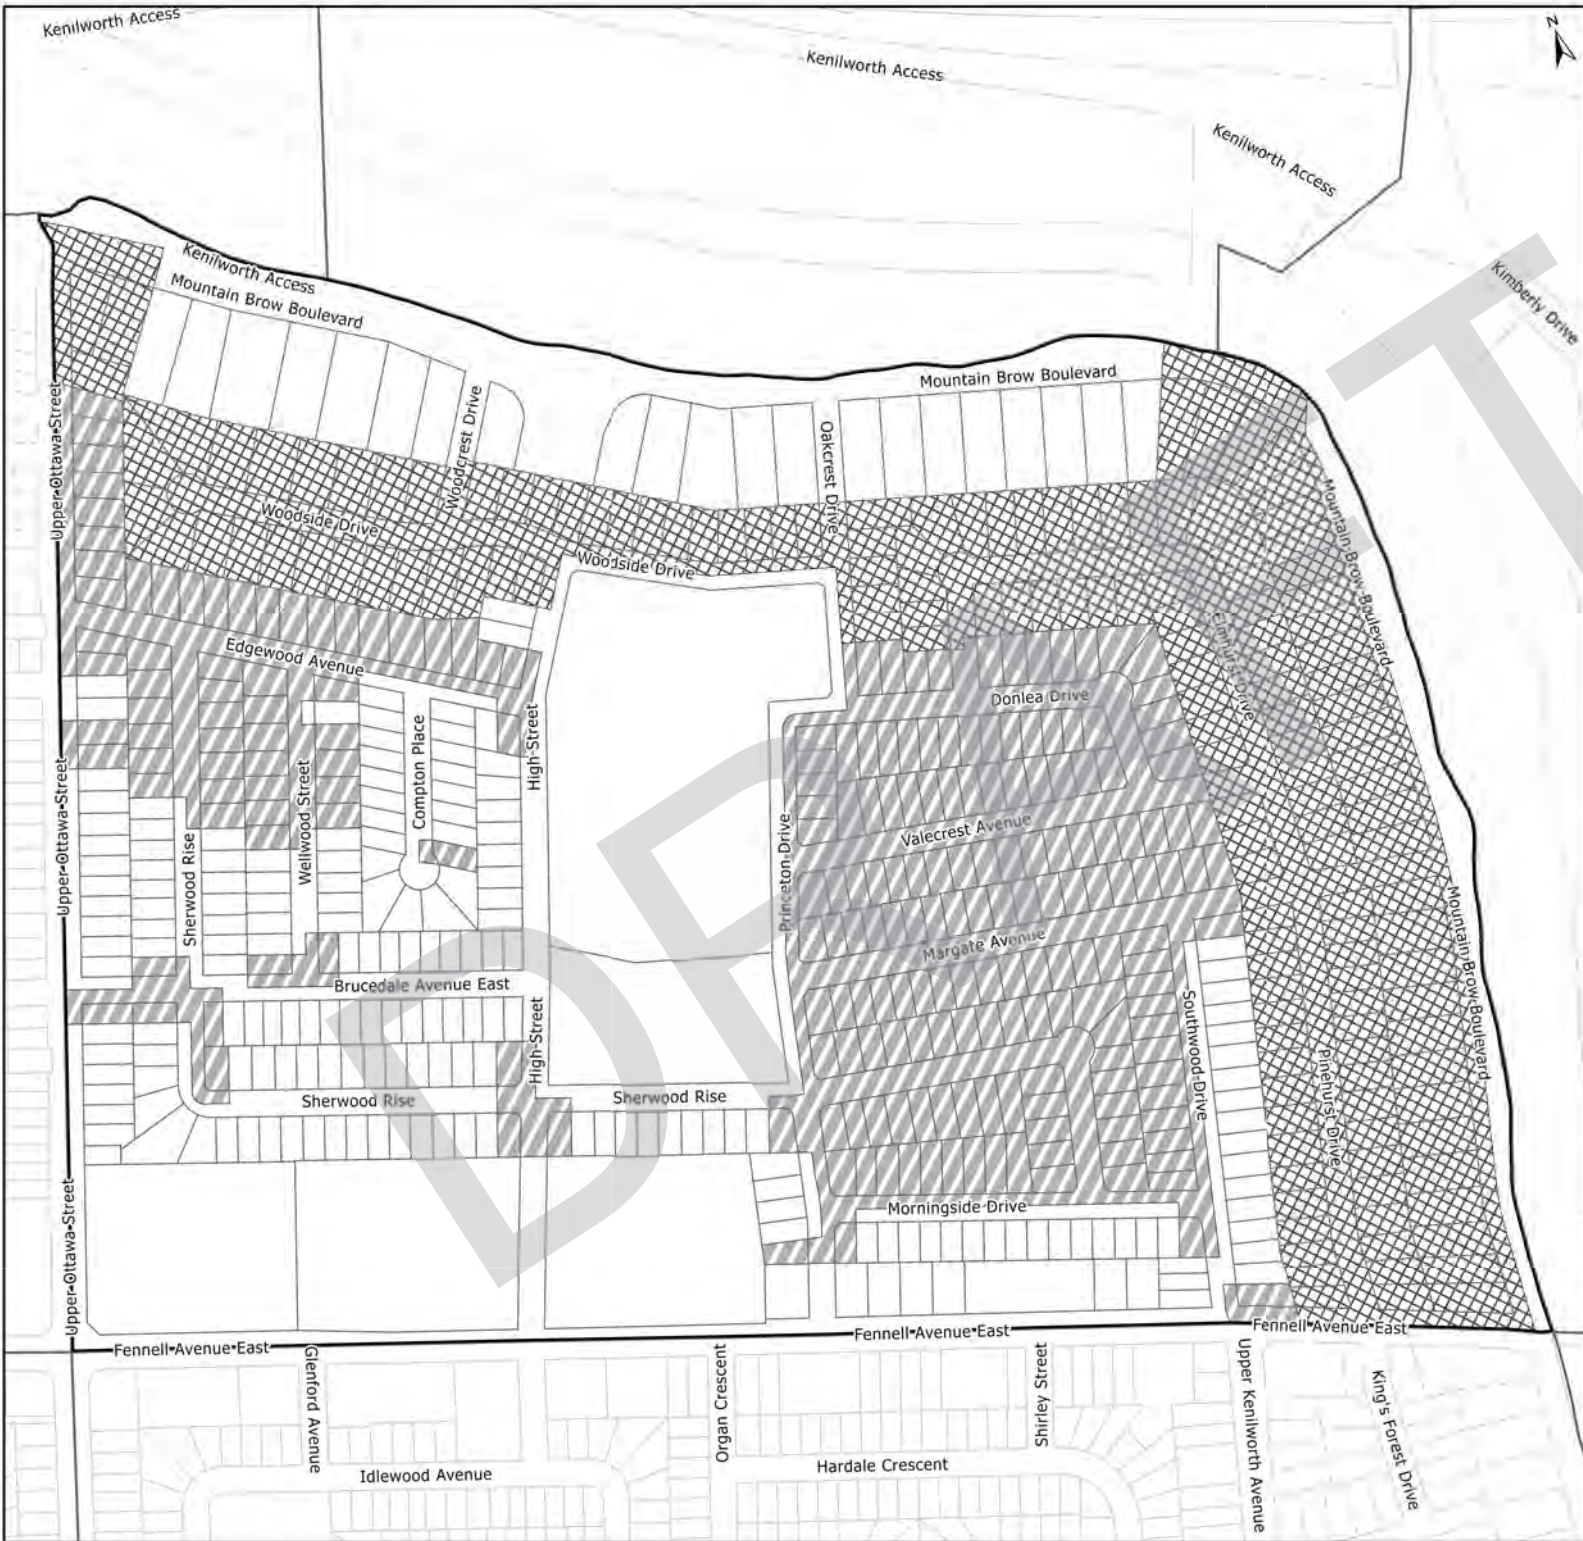 Kenilworth Access
Kenilworth Access
Kenilworth Access
Kenilworth Access
Mountain Brow Boulevard
Mountain Brow Boulevard
Kimberly Drive
Z
Upper Ottawa Street
Woodcrest Drive
Oakcrest Drive
Woodside Drive
Woodside Drive
Mountain Brow Boulevard
Elmhurst Drive
Edgewood Avenue
Donlea Drive
High Street
Compton Place
Wellwood Street
Upper Ottawa Street
Sherwood Rise
Princeton Drive
Valecrest Avenue
Margate Avenue
Mountain Brow Boulevard
Brucedale Avenue East
High Street
Southwood Drive
Pinehurst Drive
Sherwood Rise
Sherwood Rise
Morningside Drive
Upper Ottawa Street
Fennell Avenue East
Fennell Avenue East
Fennell Avenue East
Glenford Avenue
Organ Crescent
Shirley Street
Upper Kenilworth Avenue
King's Forest Drive
Idlewood Avenue
Hardale Crescent
DRAFT